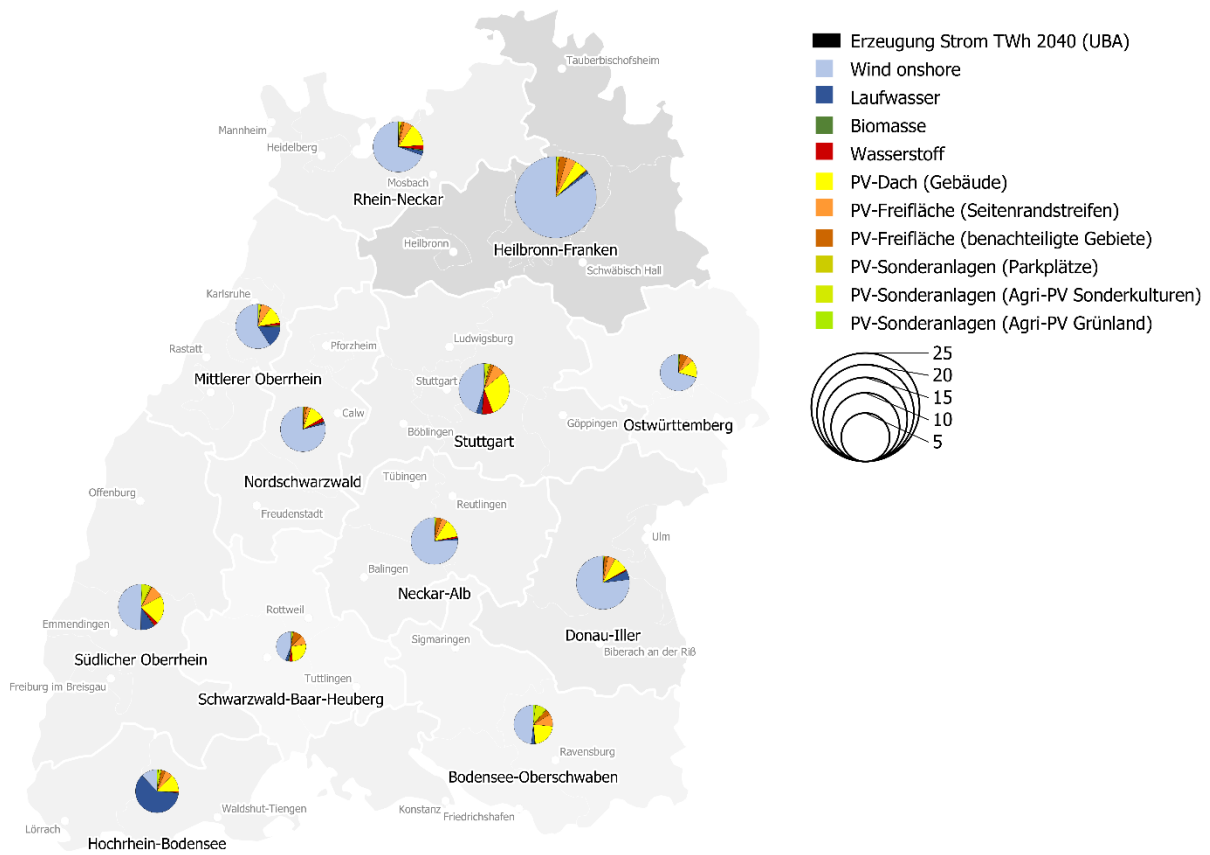 Tauberbischofsheim
Mannheim
Heidelberg
Mosbach
Rhein-Neckar
Heilbronn
Heilbronn-Franken
Schwäbisch Hall
Karlsruhe
Rastatt
Pforzheim
Ludwigsburg
Mittlerer Oberrhein
Stuttgart
Calw
Böblingen
Stuttgart
Göppingen
Ostwürttemberg
Nordschwarzwald
Tübingen
Offenburg
Freudenstadt
Reutlingen
Ulm
Balingen
Neckar-Alb
Rottweil
Emmendingen
Sigmaringen
Donau-Iller
Biberach an der Riß
Südlicher Oberrhein
Freiburg im Breisgau
Tuttlingen
Schwarzwald-Baar-Heuberg
Ravensburg
Bodensee-Oberschwaben
Waldshut-Tiengen
Konstanz
Friedrichshafen
Lörrach
Hochrhein-Bodensee
Erzeugung Strom TWh 2040 (UBA)
Wind onshore
Laufwasser
Biomasse
Wasserstoff
PV-Dach (Gebäude)
PV-Freifläche (Seitenrandstreifen)
PV-Freifläche (benachteiligte Gebiete)
PV-Sonderanlagen (Parkplätze)
PV-Sonderanlagen (Agri-PV Sonderkulturen)
PV-Sonderanlagen (Agri-PV Grünland)
25
20
15
10
5